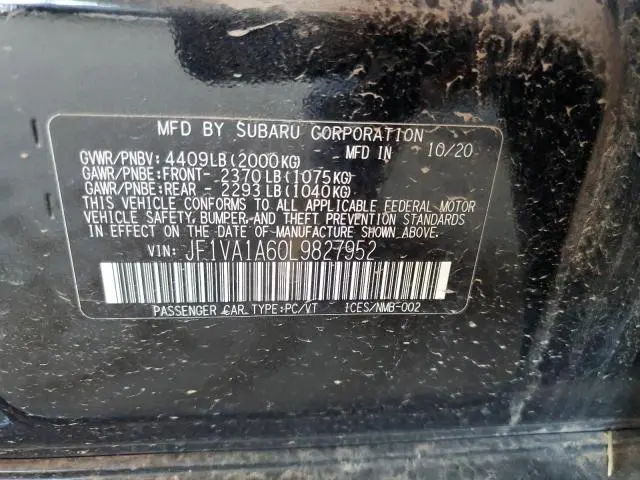 MFD BY SUBARU CORPORATION
GVWR/PNBV: 4409LB(2000KG) MFD IN 10/20
GAWR/PNBE:FRONT- 2370LB(1075KG)
GAWR/PNBE:REAR - 2293LB(1040KG)
THIS VEHICLE CONFORMS TO ALL APPLICABLE FEDERAL MOTOR
VEHICLE SAFETY, BUMPER, AND THEFT PREVENTION STANDARDS
IN EFFECT ON THE DATE OF MANUFACTURE SHOWN ABOVE.
VIN: JF1VA1A60L9827952
PASSENGER CAR TYPE:PC/VT 1CES/NMB-002